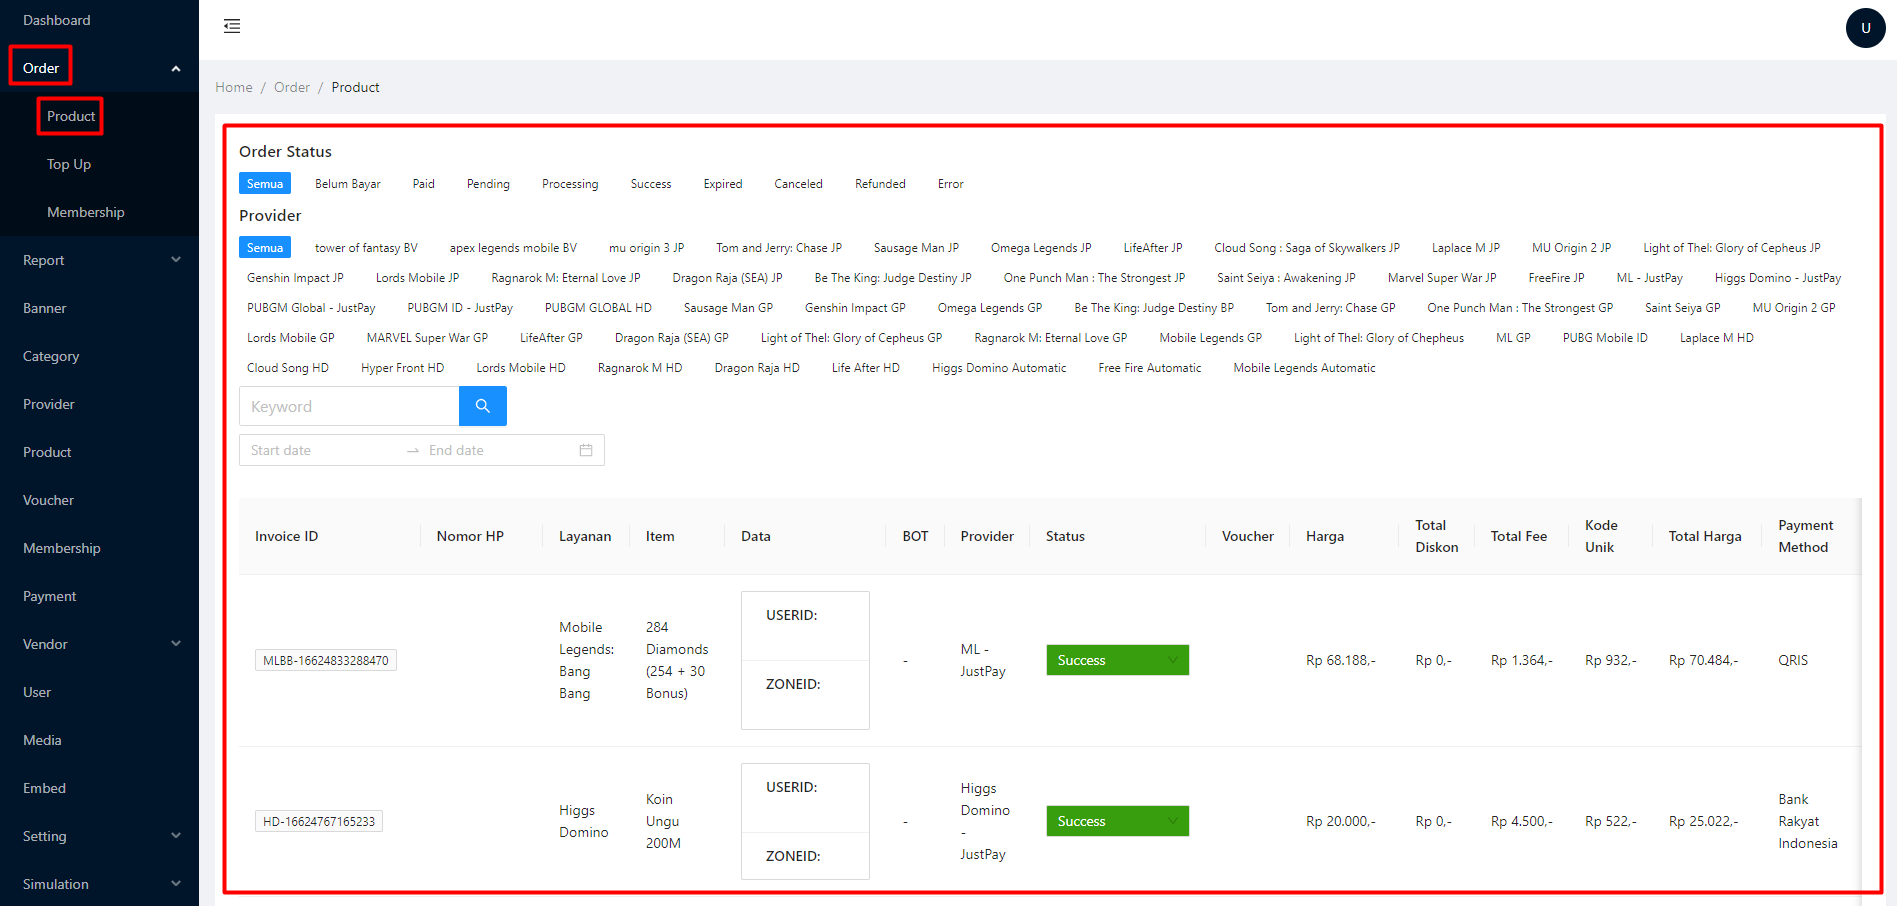 Dashboard
Order
Product
Top Up
Membership
Report
Banner
Category
Provider
Product
Voucher
Membership
Payment
Vendor
User
Media
Embed
Setting
Simulation
U
Home / Order / Product
Order Status
Semua Belum Bayar Paid Pending Processing Success Expired Canceled Refunded Error
Provider
Semua tower of fantasy BV apex legends mobile BV mu origin 3 JP Tom and Jerry: Chase JP Sausage Man JP Omega Legends JP LifeAfter JP Cloud Song : Saga of Skywalkers JP Laplace M JP MU Origin 2 JP Light of Thel: Glory of Cepheus JP
Genshin Impact JP Lords Mobile JP Ragnarok M: Eternal Love JP Dragon Raja (SEA) JP Be The King: Judge Destiny JP One Punch Man : The Strongest JP Saint Seiya : Awakening JP Marvel Super War JP FreeFire JP ML - JustPay Higgs Domino - JustPay
PUBGM Global - JustPay PUBGM ID - JustPay PUBGM GLOBAL HD Sausage Man GP Genshin Impact GP Omega Legends GP Be The King: Judge Destiny BP Tom and Jerry: Chase GP One Punch Man : The Strongest GP Saint Seiya GP MU Origin 2 GP
Lords Mobile GP MARVEL Super War GP LifeAfter GP Dragon Raja (SEA) GP Light of Thel: Glory of Cepheus GP Ragnarok M: Eternal Love GP Mobile Legends GP Light of Thel: Glory of Chepheus ML GP PUBG Mobile ID Laplace M HD
Cloud Song HD Hyper Front HD Lords Mobile HD Ragnarok M HD Dragon Raja HD Life After HD Higgs Domino Automatic Free Fire Automatic Mobile Legends Automatic
Keyword
Start date → End date
Invoice ID
Nomor HP
Layanan
Item
Data
BOT
Provider
Status
Voucher
Harga
Total
Diskon
Total Fee
Kode
Unik
Total Harga
Payment
Method
MLBB-16624833288470
Mobile
Legends:
Bang
Bang
284
Diamonds
(254 + 30
Bonus)
USERID:
ZONEID:
-
ML -
JustPay
Success
Rp 68.188,-
Rp 0,-
Rp 1.364,-
Rp 932,-
Rp 70.484,-
QRIS
HD-16624767165233
Higgs
Domino
Koin
Ungu
200M
USERID:
ZONEID:
-
Higgs
Domino
-
JustPay
Success
Rp 20.000,-
Rp 0,-
Rp 4.500,-
Rp 522,-
Rp 25.022,-
Bank
Rakyat
Indonesia